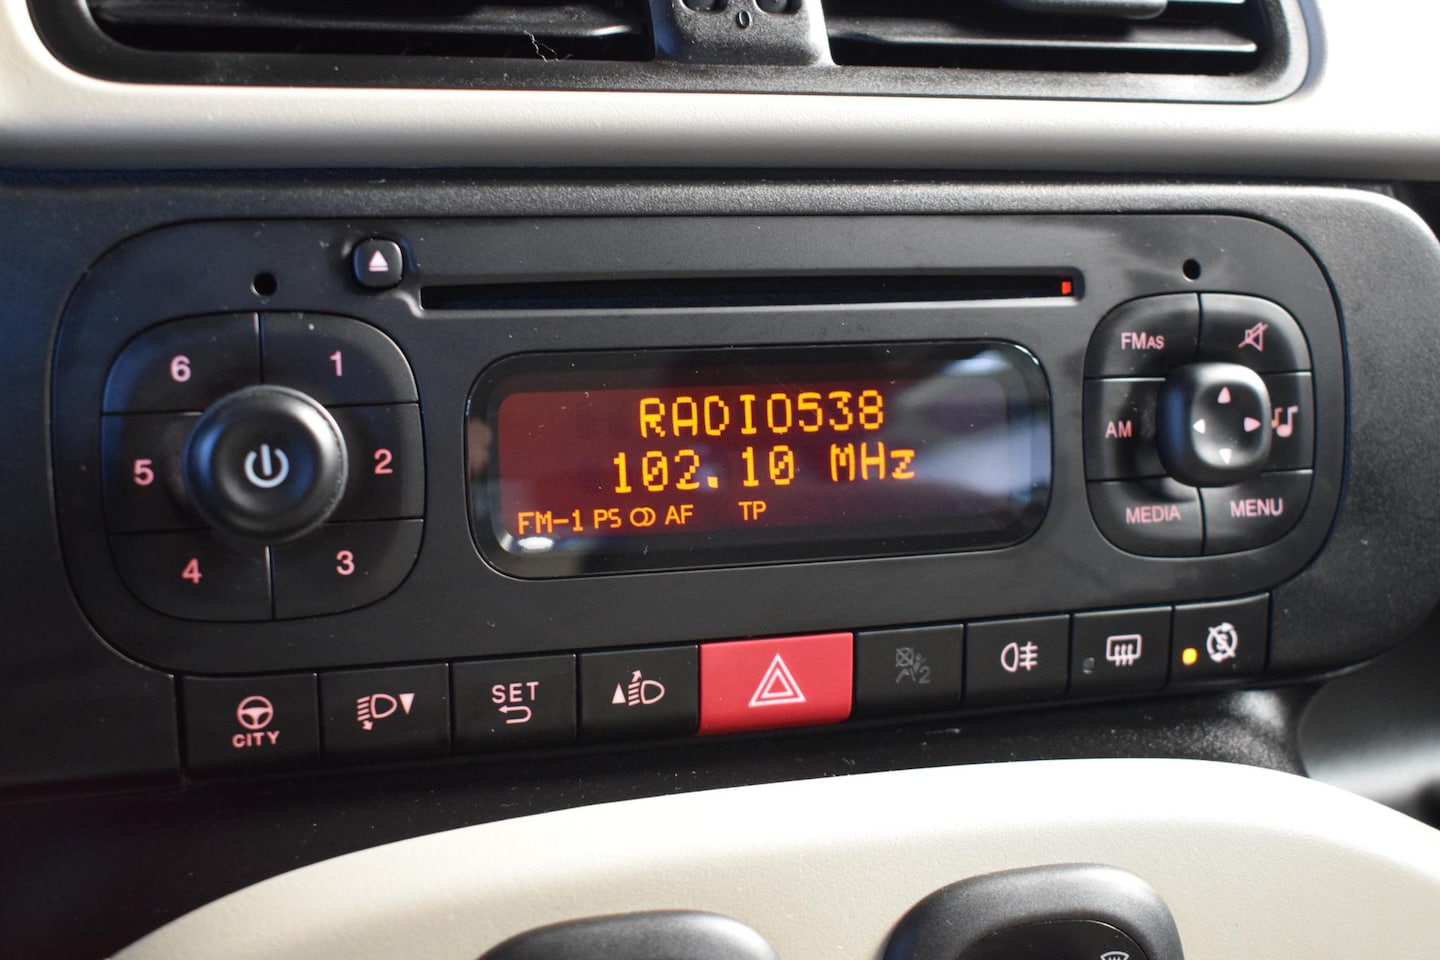 6 1
5 2
4 3
RADIO538
102.10 MHz
FM-1 PS AF TP
FMAS
AM
MEDIA MENU
CITY
SET
2